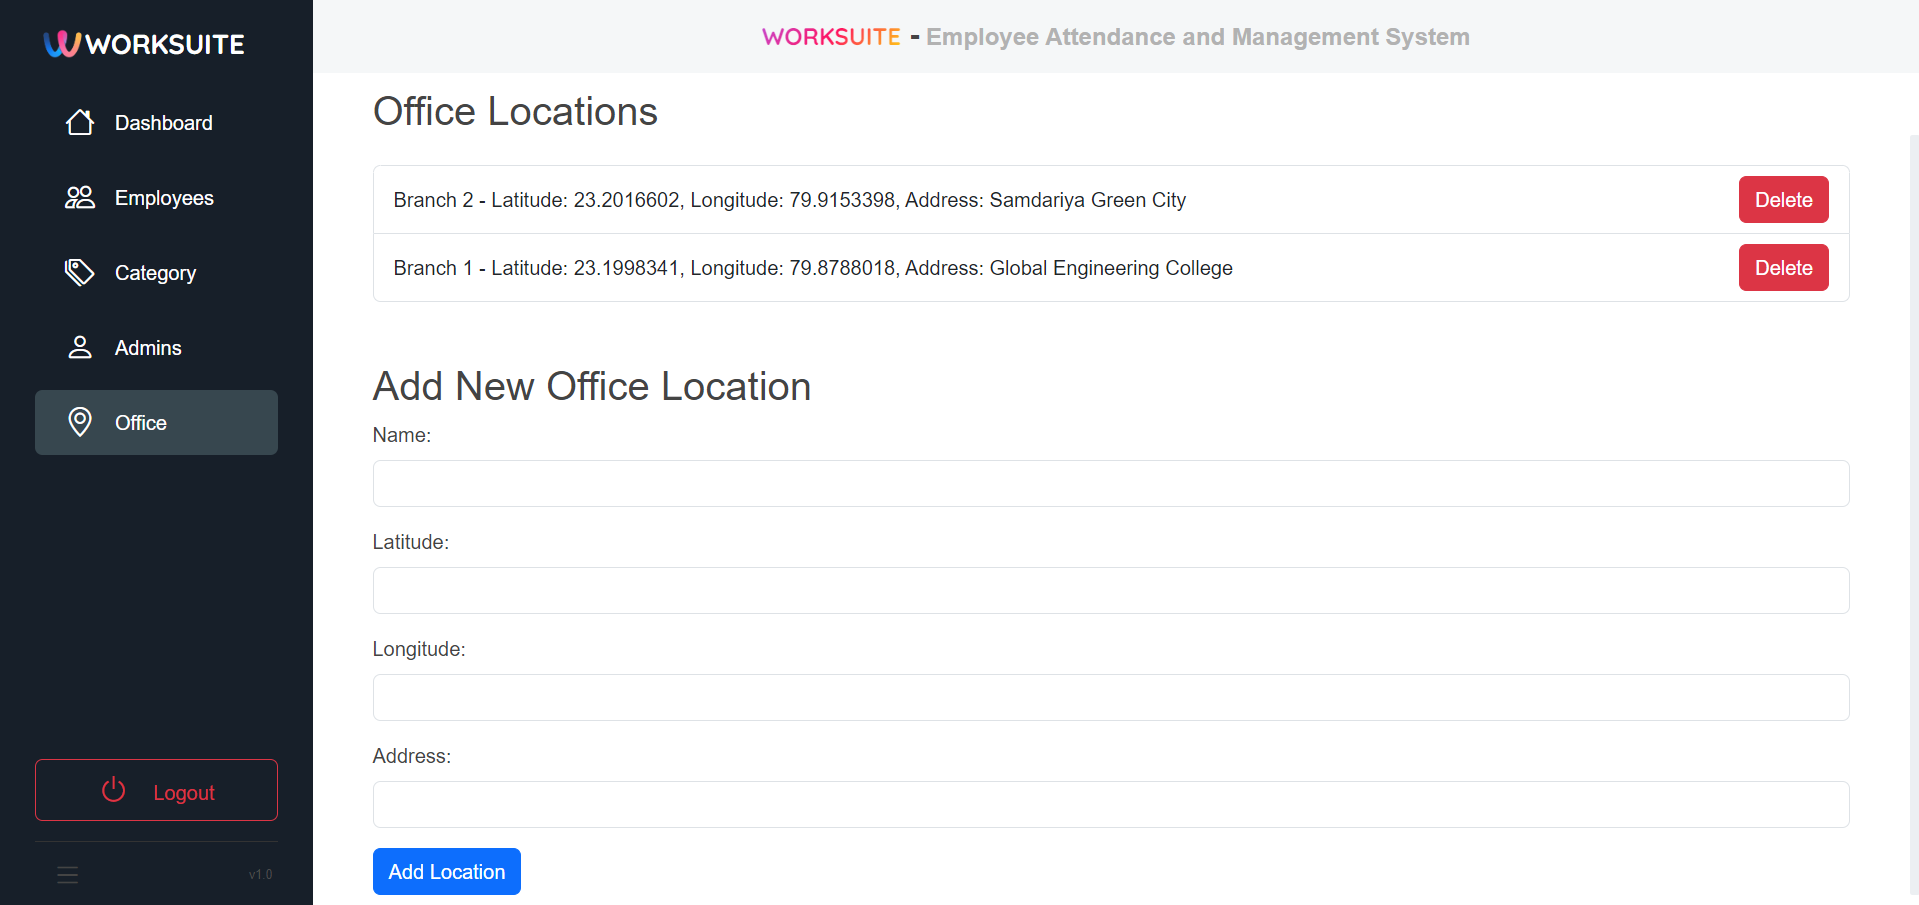 WORKSUITE
Dashboard
Employees
Category
Admins
Office
Logout
v1.0
WORKSUITE - Employee Attendance and Management System
Office Locations
Branch 2 - Latitude: 23.2016602, Longitude: 79.9153398, Address: Samdariya Green City
Delete
Branch 1 - Latitude: 23.1998341, Longitude: 79.8788018, Address: Global Engineering College
Delete
Add New Office Location
Name:
Latitude:
Longitude:
Address:
Add Location